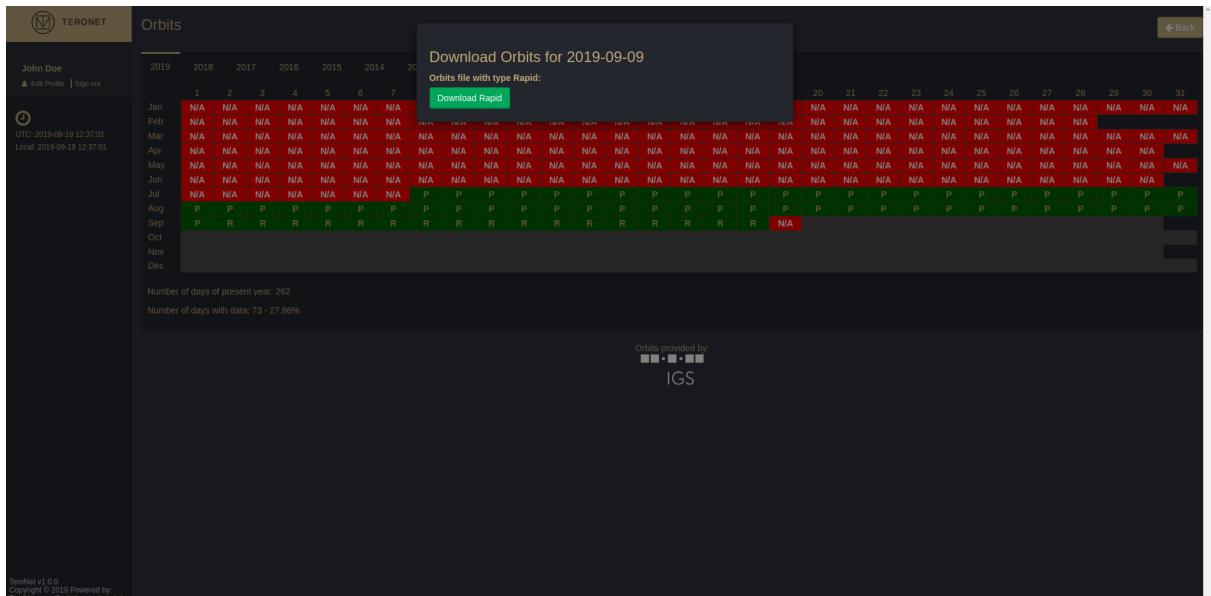 TERONET
Orbits
Back
John Doe
Edit Profile | Sign out
UTC: 2019-09-19 12:37:01
Local: 2019-09-19 12:37:01
Download Orbits for 2019-09-09
Orbits file with type Rapid:
Download Rapid
2019 2018 2017 2016 2015 2014 20
1 2 3 4 5 6 7 20 21 22 23 24 25 26 27 28 29 30 31
Jan N/A N/A N/A N/A N/A N/A N/A N/A N/A N/A N/A N/A N/A N/A N/A N/A N/A N/A N/A
Feb N/A N/A N/A N/A N/A N/A N/A N/A N/A N/A N/A N/A N/A N/A N/A N/A N/A N/A N/A N/A N/A N/A N/A N/A N/A N/A N/A N/A
Mar N/A N/A N/A N/A N/A N/A N/A N/A N/A N/A N/A N/A N/A N/A N/A N/A N/A N/A N/A N/A N/A N/A N/A N/A N/A N/A N/A N/A N/A N/A N/A
Apr N/A N/A N/A N/A N/A N/A N/A N/A N/A N/A N/A N/A N/A N/A N/A N/A N/A N/A N/A N/A N/A N/A N/A N/A N/A N/A N/A N/A N/A N/A
May N/A N/A N/A N/A N/A N/A N/A N/A N/A N/A N/A N/A N/A N/A N/A N/A N/A N/A N/A N/A N/A N/A N/A N/A N/A N/A N/A N/A N/A N/A N/A
Jun N/A N/A N/A N/A N/A N/A N/A N/A N/A N/A N/A N/A N/A N/A N/A N/A N/A N/A N/A N/A N/A N/A N/A N/A N/A N/A N/A N/A N/A N/A
Jul N/A N/A N/A N/A N/A N/A N/A P P P P P P P P P P P P P P P P P P P P P P P P
Aug P P P P P P P P P P P P P P P P P P P P P P P P P P P P P P P
Sep P R R R R R R R R R R R R R R R R R N/A
Oct
Nov
Dec
Number of days of present year: 262
Number of days with data: 73 - 27.86%
Orbits provided by:
IGS
TeroNet v1.0.0
Copyright © 2019 Powered by: